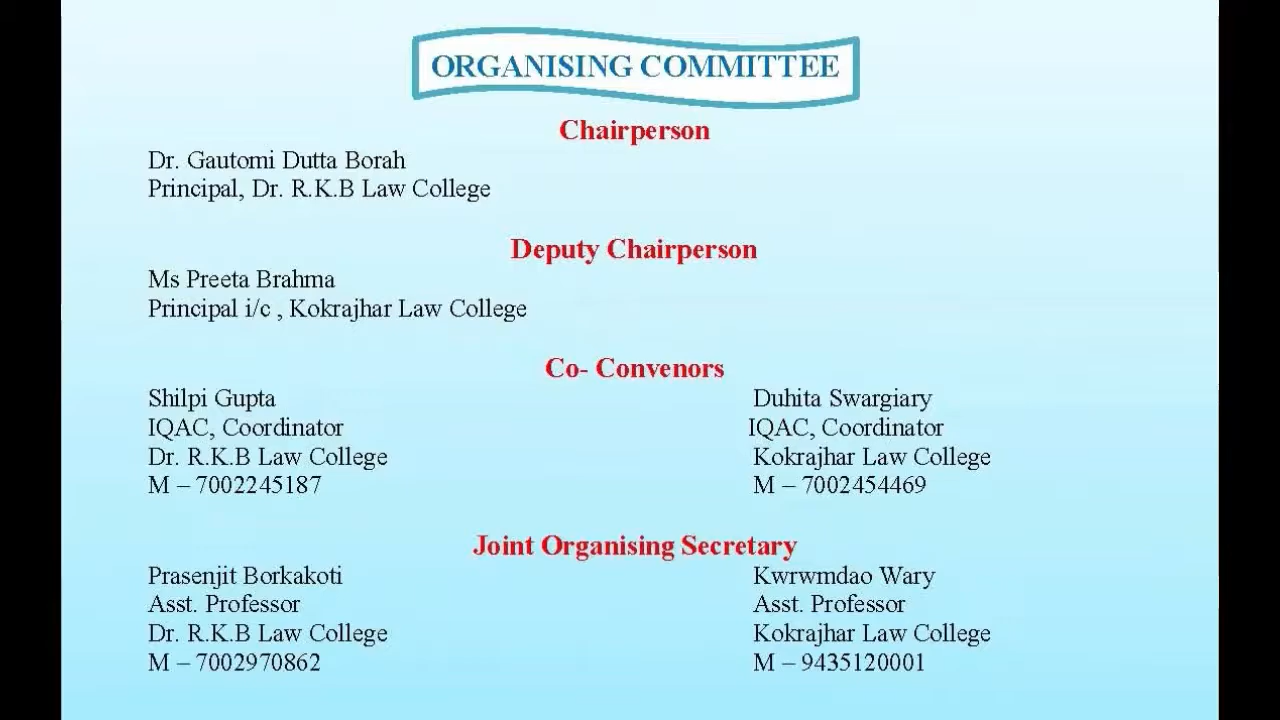 ORGANISING COMMITTEE
Chairperson
Dr. Gautomi Dutta Borah
Principal, Dr. R.K.B Law College
Deputy Chairperson
Ms Preeta Brahma
Principal i/c , Kokrajhar Law College
Co- Convenors
Shilpi Gupta
IQAC, Coordinator
Dr. R.K.B Law College
M – 7002245187
Duhita Swargiary
IQAC, Coordinator
Kokrajhar Law College
M – 7002454469
Joint Organising Secretary
Prasenjit Borkakoti
Asst. Professor
Dr. R.K.B Law College
M – 7002970862
Kwrwmdao Wary
Asst. Professor
Kokrajhar Law College
M – 9435120001